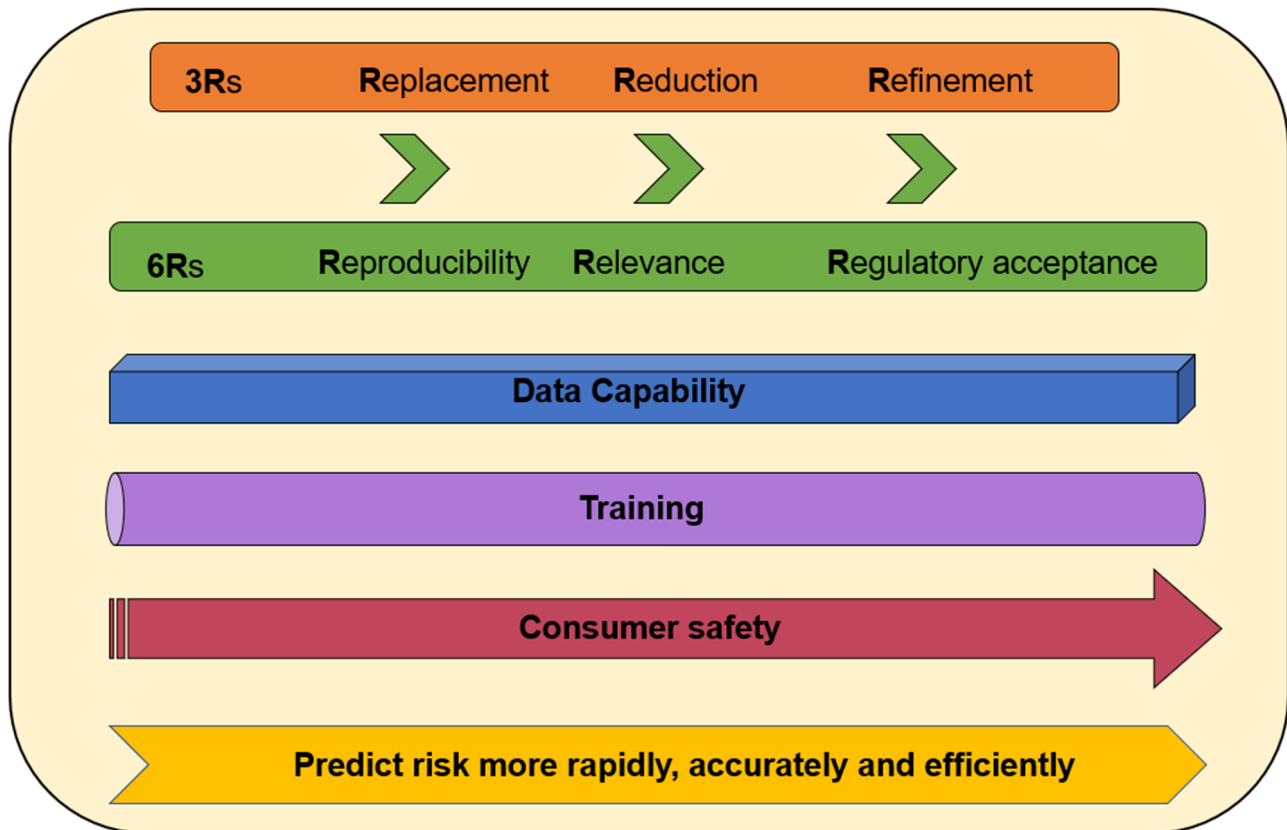 3Rs Replacement Reduction Refinement
6Rs Reproducibility Relevance Regulatory acceptance
Data Capability
Training
Consumer safety
Predict risk more rapidly, accurately and efficiently